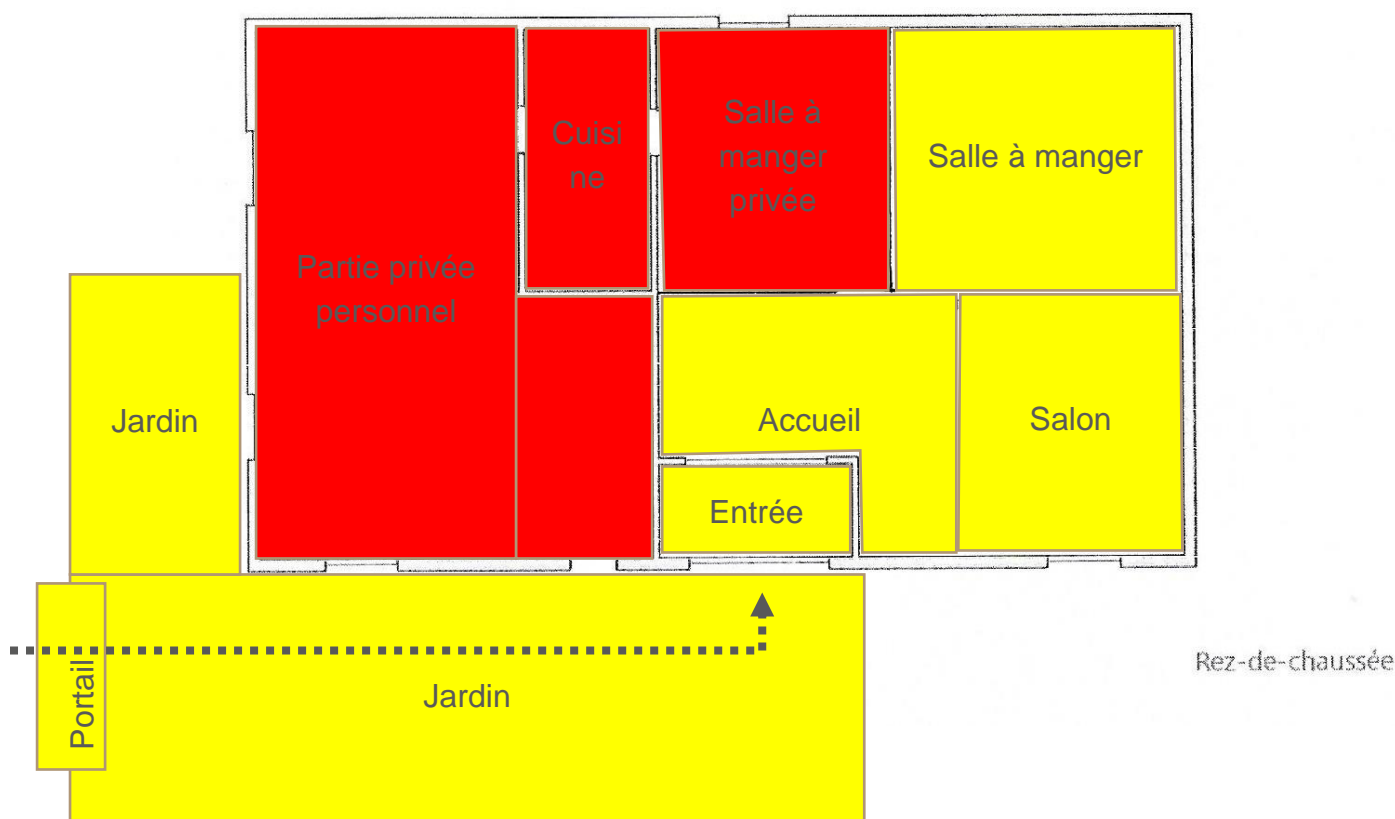 Cuisi
ne
Salle à
manger
privée
Salle à manger
Partie privée
personnel
Jardin
Accueil
Salon
Entrée
Portail
Jardin
Rez-de-chaussée